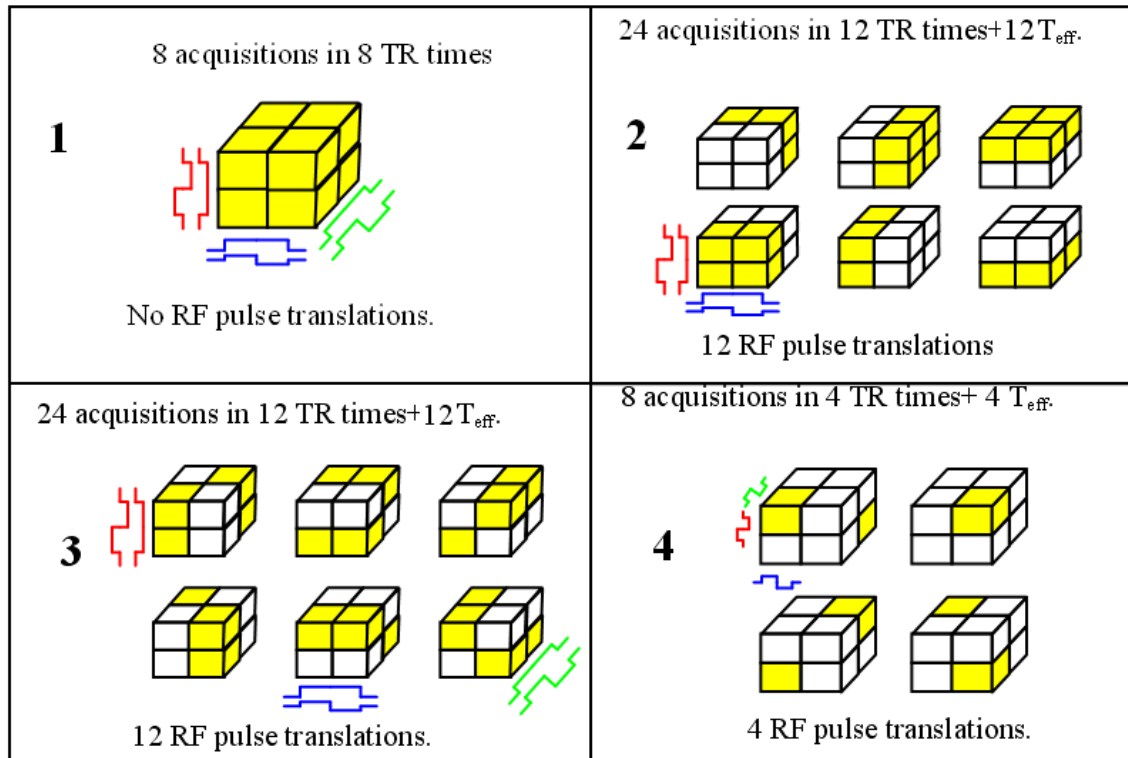 8 acquisitions in 8 TR times
1
No RF pulse translations.
24 acquisitions in 12 TR times+12 Teff.
2
12 RF pulse translations
24 acquisitions in 12 TR times+12 Teff.
3
12 RF pulse translations.
8 acquisitions in 4 TR times+ 4 Teff.
4
4 RF pulse translations.